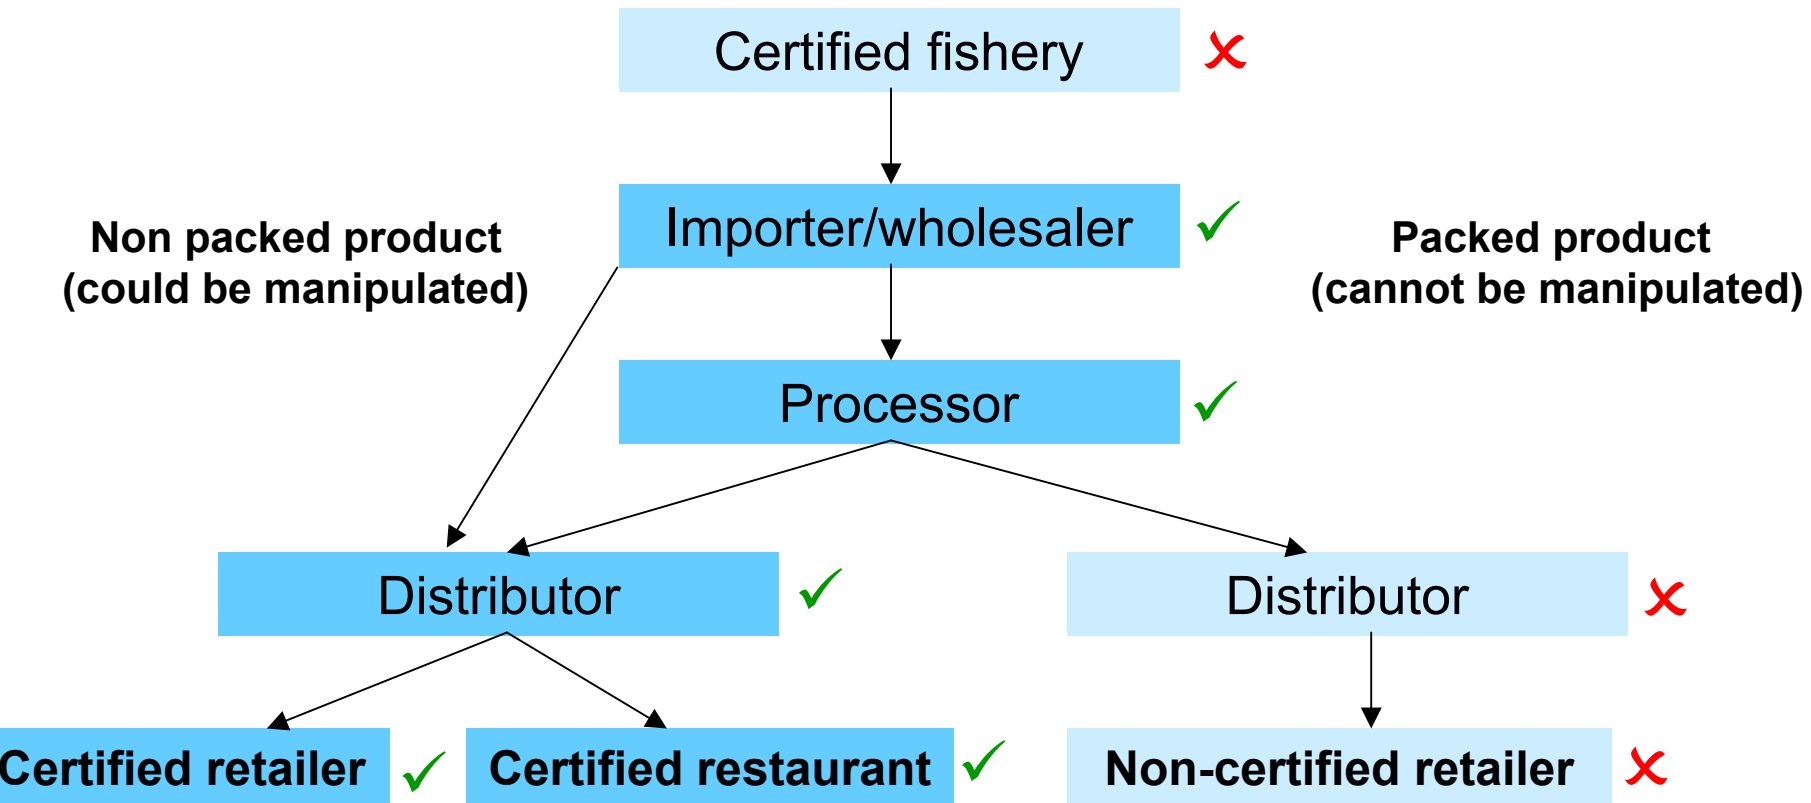 Certified fishery
Importer/wholesaler
Non packed product
(could be manipulated)
Packed product
(cannot be manipulated)
Processor
Distributor
Distributor
Certified retailer
Certified restaurant
Non-certified retailer